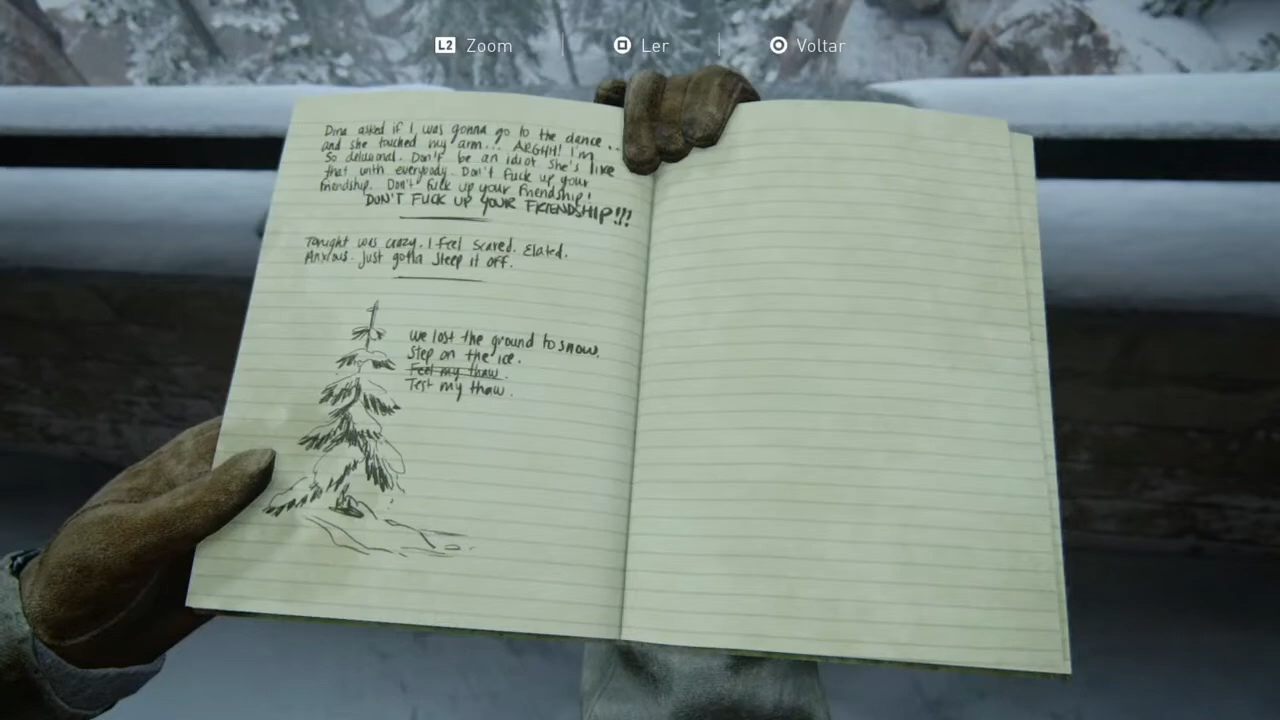 L2 Zoom | Ler | Voltar
Dina asked if I was gonna go to the dance...
and she touched my arm... ARGHH! I'm
so delusional. Don't be an idiot. She's like
that with everybody. Don't fuck up your
friendship. Don't fuck up your friendship!
DON'T FUCK UP YOUR FRIENDSHIP!!!
Tonight was crazy. I feel scared. Elated.
Anxious. Just gotta sleep it off.
We lost the ground to snow.
Step on the ice.
Feel my thaw.
Test my thaw.